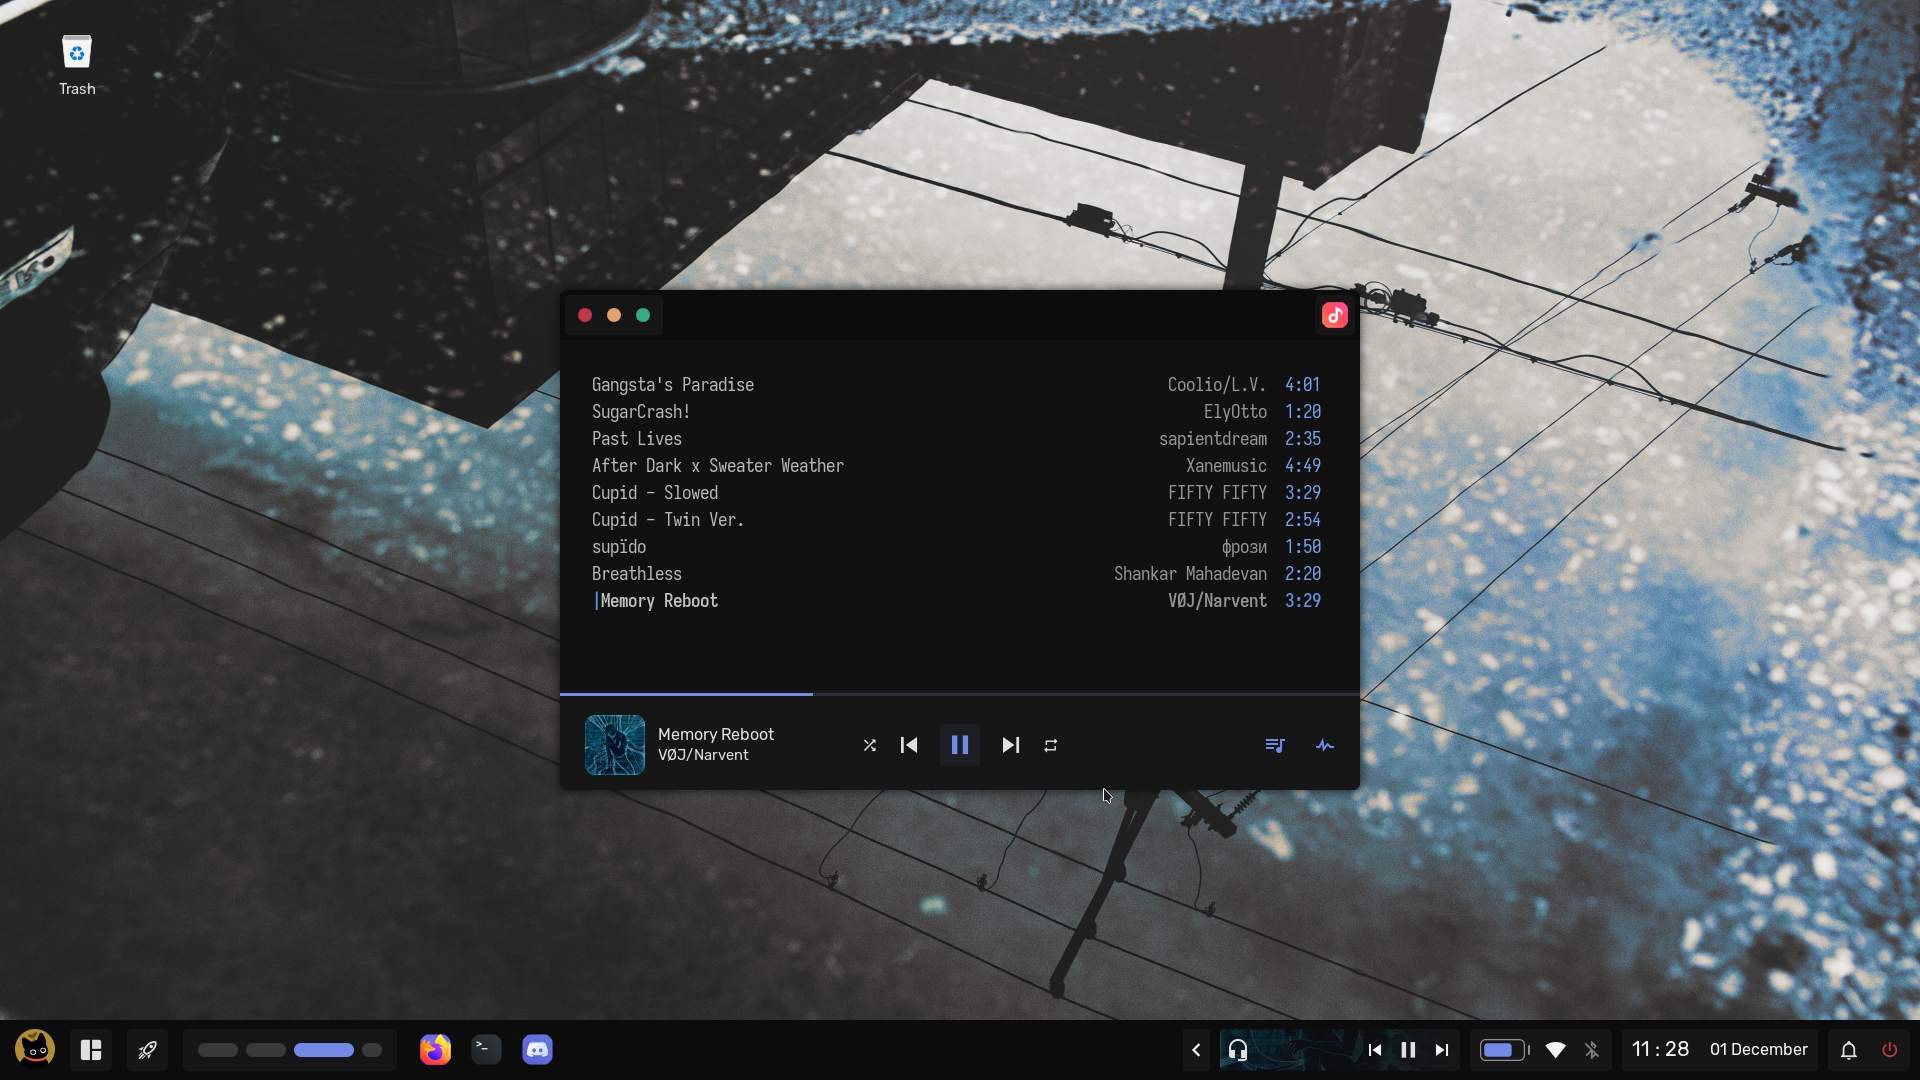 Trash
Gangsta's Paradise Coolio/L.V. 4:01
SugarCrash! ElyOtto 1:20
Past Lives sapientdream 2:35
After Dark x Sweater Weather Xanemusic 4:49
Cupid – Slowed FIFTY FIFTY 3:29
Cupid – Twin Ver. FIFTY FIFTY 2:54
supïdo фрози 1:50
Breathless Shankar Mahadevan 2:20
|Memory Reboot VØJ/Narvent 3:29
Memory Reboot
VØJ/Narvent
11 : 28 01 December